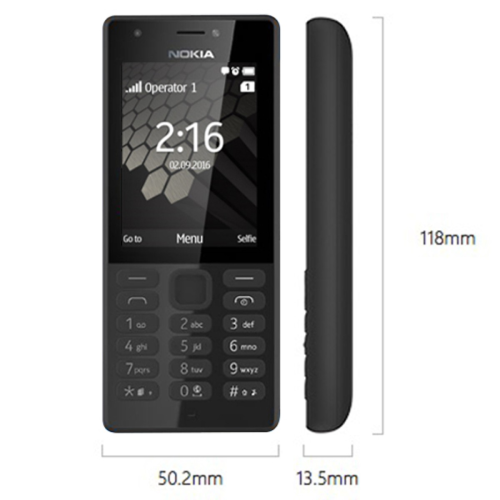 NOKIA
Operator 1
1
2:16
02.09.2016
Go to Menu Selfie
1 ߷ 2 abc 3 def
4 ghi 5 jkl 6 mno
7 pqrs 8 tuv 9 wxyz
* 0 #
118mm
50.2mm 13.5mm